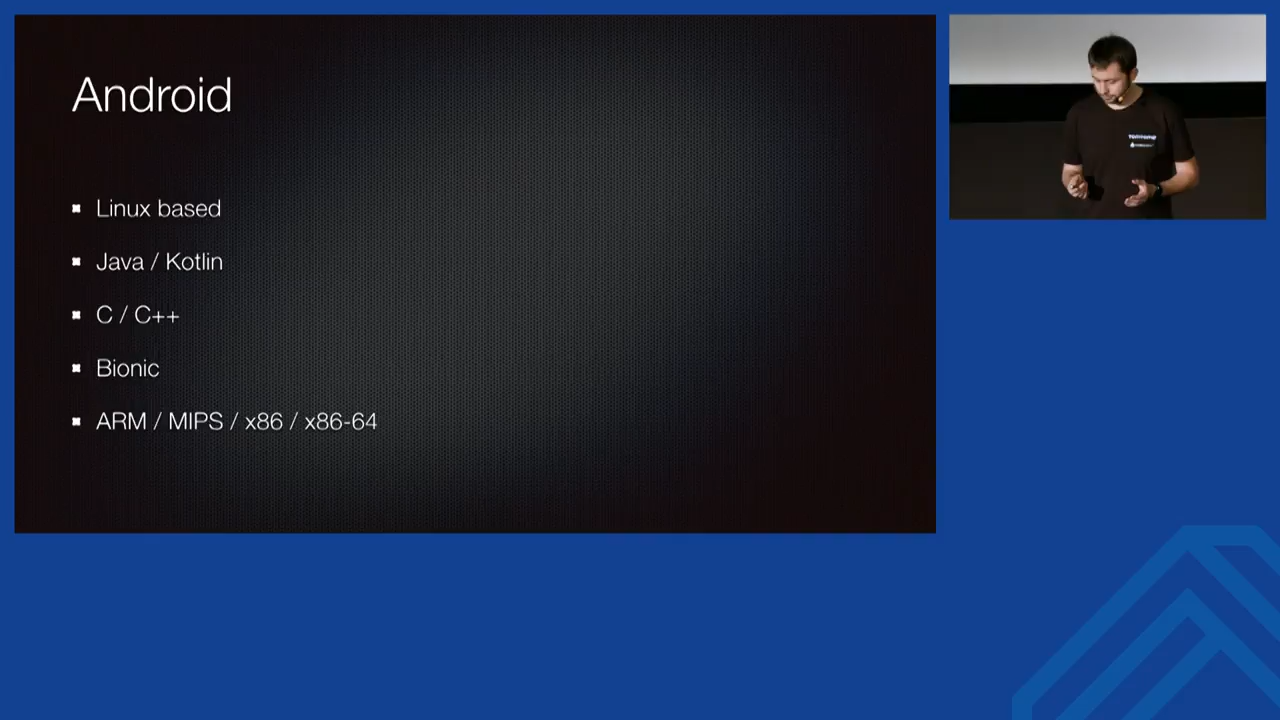 Android
Linux based
Java / Kotlin
C / C++
Bionic
ARM / MIPS / x86 / x86-64